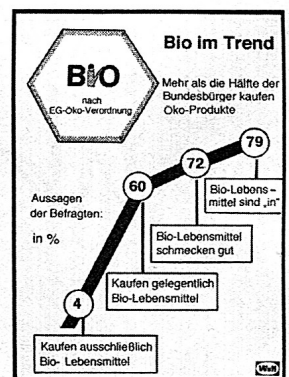 Bio im Trend
BIO
nach
EG-Öko-Verordnung
Mehr als die Hälfte der
Bundesbürger kaufen
Öko-Produkte
Aussagen
der Befragten:
in %
79
Bio-Lebens-
mittel sind „in"
72
Bio-Lebensmittel
schmecken gut
60
Kaufen gelegentlich
Bio-Lebensmittel
4
Kaufen ausschließlich
Bio- Lebensmittel